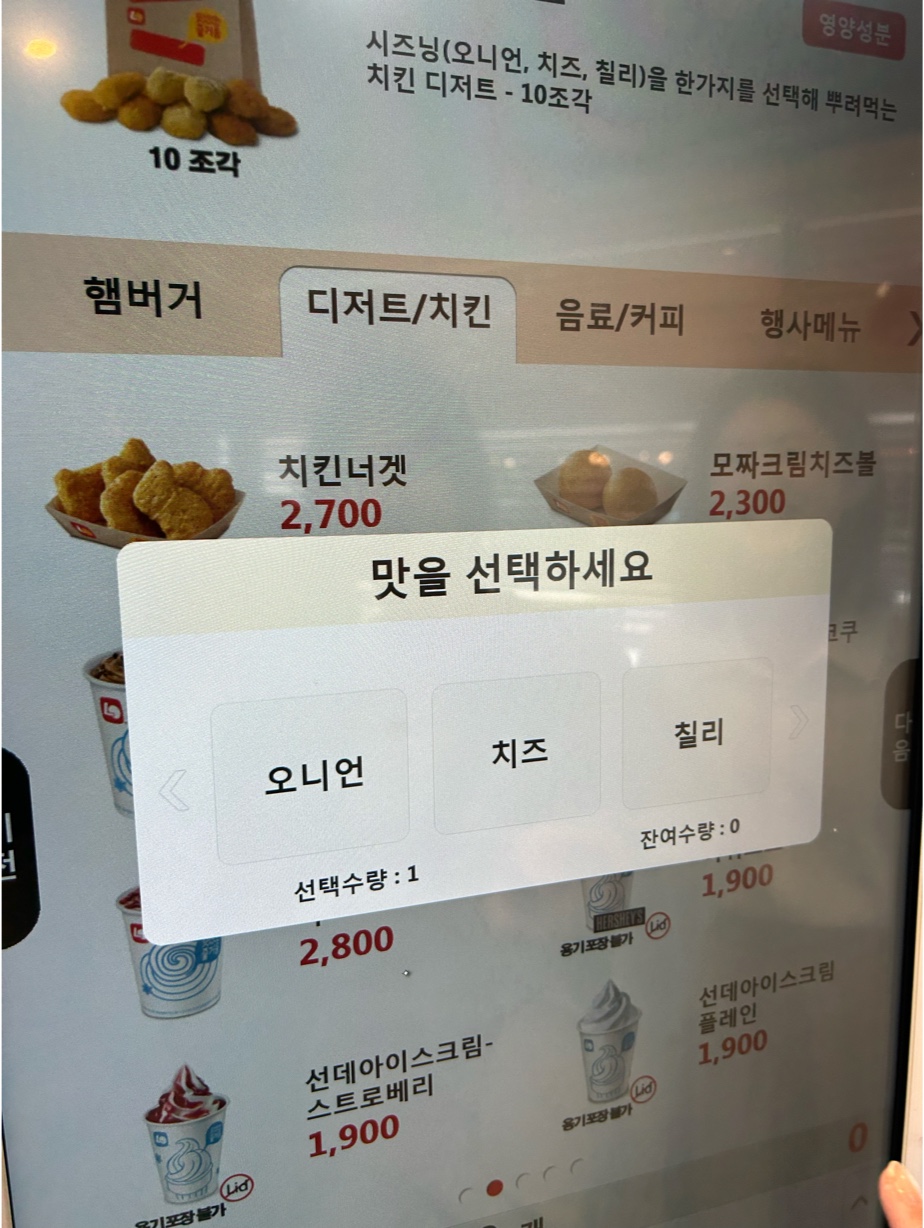 영양성분
시즈닝(오니언, 치즈, 칠리)을 한가지를 선택해 뿌려먹는
치킨 디저트 - 10조각
10 조각
햄버거
디저트/치킨
음료/커피
행사메뉴
치킨너겟
2,700
모짜크림치즈볼
2,300
맛을 선택하세요
오니언
치즈
칠리
선택수량 : 1
잔여수량 : 0
다
음
2,800
1,900
HERSHEY'S
Lid
용기포장불가
선데아이스크림-
스트로베리
1,900
Lid
용기포장불가
선데아이스크림
플레인
1,900
Lid
용기포장불가
0